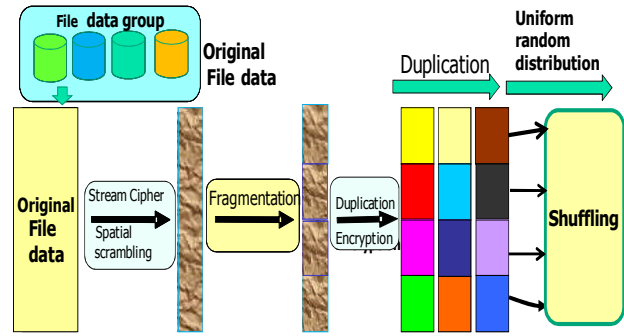 File data group
Original
File data
Duplication
Uniform
random
distribution
Original
File
data
Stream Cipher
Spatial
scrambling
Fragmentation
Duplication
Encryption
Shuffling